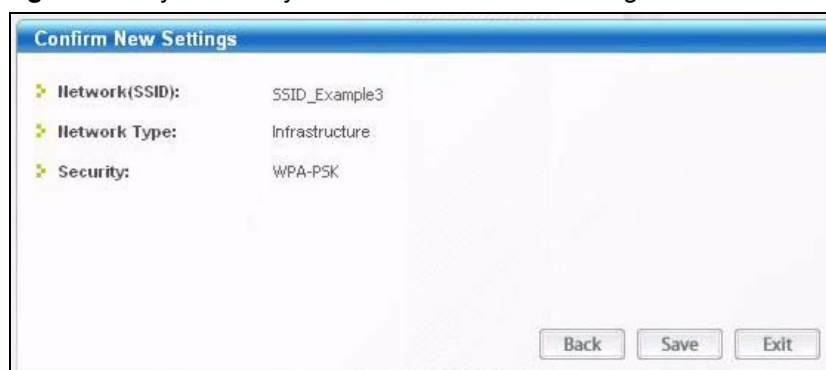 Confirm New Settings
Network(SSID): SSID_Example3
Network Type: Infrastructure
Security: WPA-PSK
Back Save Exit